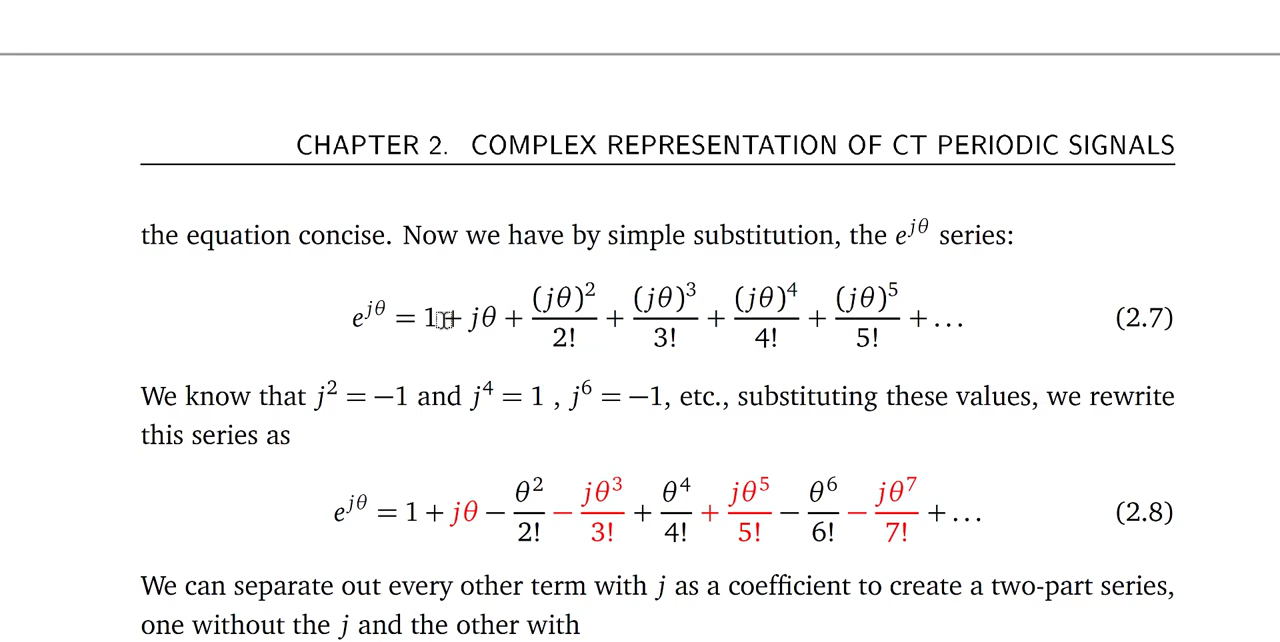 CHAPTER 2. COMPLEX REPRESENTATION OF CT PERIODIC SIGNALS
the equation concise. Now we have by simple substitution, the e^{jθ} series:
e^{jθ} = 1 + jθ + (jθ)^2/2! + (jθ)^3/3! + (jθ)^4/4! + (jθ)^5/5! + ... (2.7)
We know that j^2 = −1 and j^4 = 1 , j^6 = −1, etc., substituting these values, we rewrite
this series as
e^{jθ} = 1 + jθ − θ^2/2! − jθ^3/3! + θ^4/4! + jθ^5/5! − θ^6/6! − jθ^7/7! + ... (2.8)
We can separate out every other term with j as a coefficient to create a two-part series,
one without the j and the other with